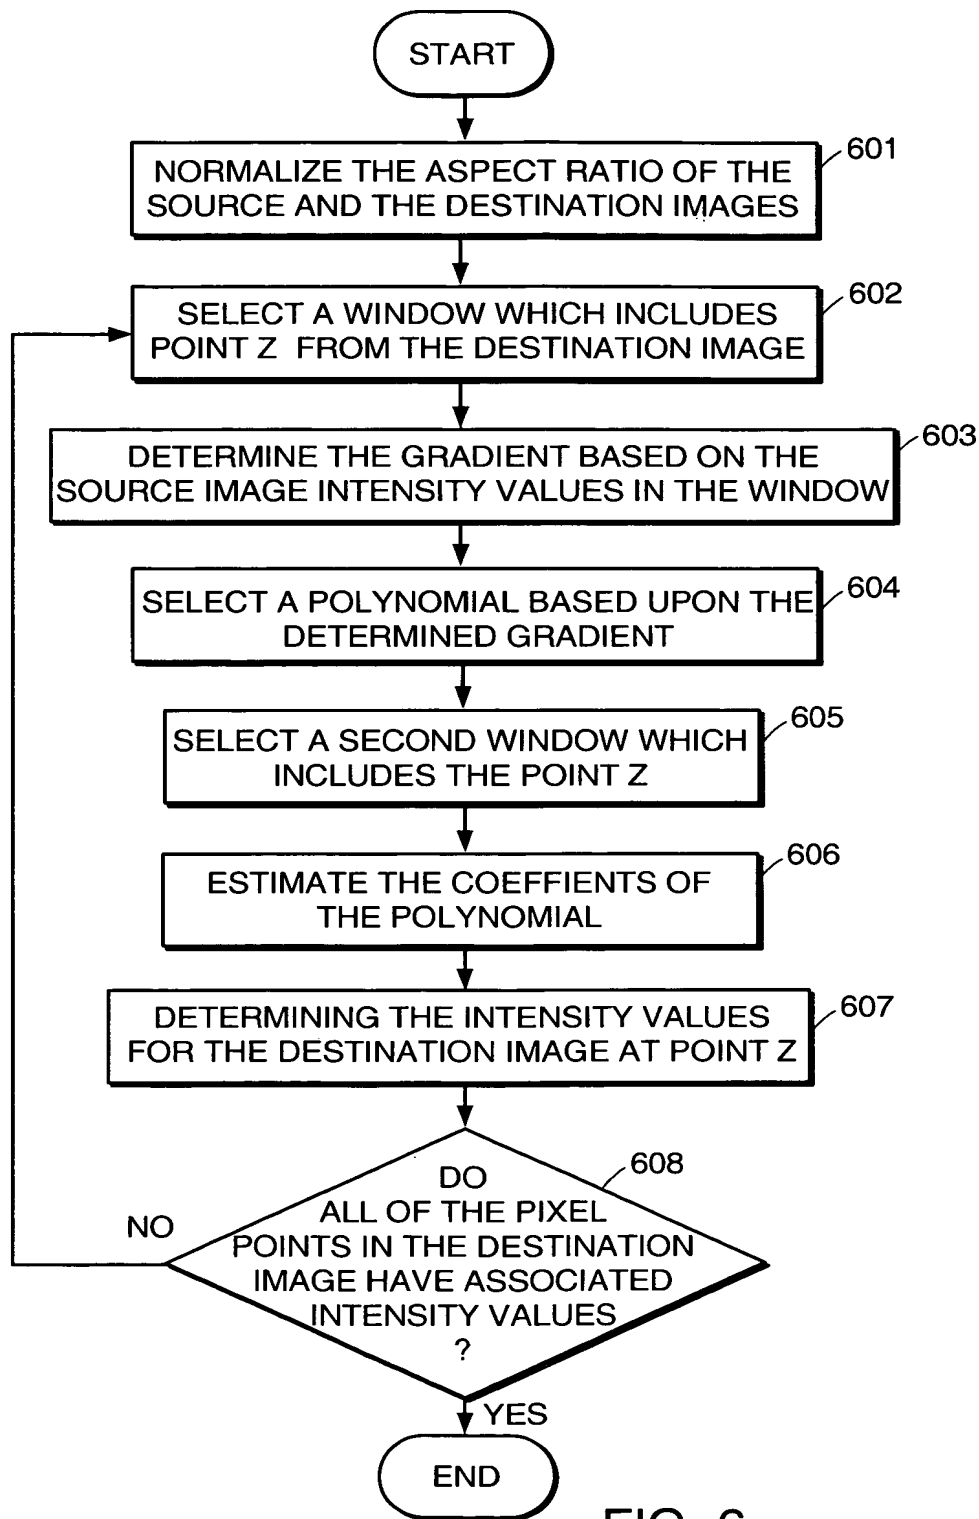 START
601
NORMALIZE THE ASPECT RATIO OF THE
SOURCE AND THE DESTINATION IMAGES
602
SELECT A WINDOW WHICH INCLUDES
POINT Z FROM THE DESTINATION IMAGE
603
DETERMINE THE GRADIENT BASED ON THE
SOURCE IMAGE INTENSITY VALUES IN THE WINDOW
604
SELECT A POLYNOMIAL BASED UPON THE
DETERMINED GRADIENT
605
SELECT A SECOND WINDOW WHICH
INCLUDES THE POINT Z
606
ESTIMATE THE COEFFIENTS OF
THE POLYNOMIAL
607
DETERMINING THE INTENSITY VALUES
FOR THE DESTINATION IMAGE AT POINT Z
608
DO
ALL OF THE PIXEL
POINTS IN THE DESTINATION
IMAGE HAVE ASSOCIATED
INTENSITY VALUES
?
NO
YES
END
FIG. 6